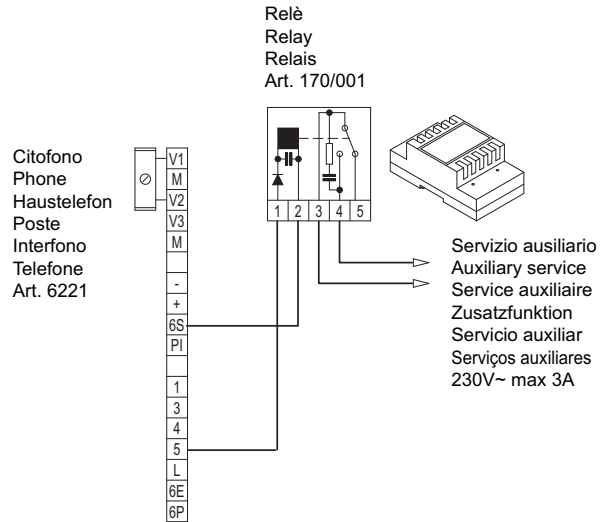 Relè
Relay
Relais
Art. 170/001
Citofono
Phone
Haustelefon
Poste
Interfono
Telefone
Art. 6221
V1
M
V2
V3
M
-
+
6S
PI
1
3
4
5
L
6E
6P
1 2 3 4 5
Servizio ausiliario
Auxiliary service
Service auxiliaire
Zusatzfunktion
Servicio auxiliar
Serviços auxiliares
230V~ max 3A